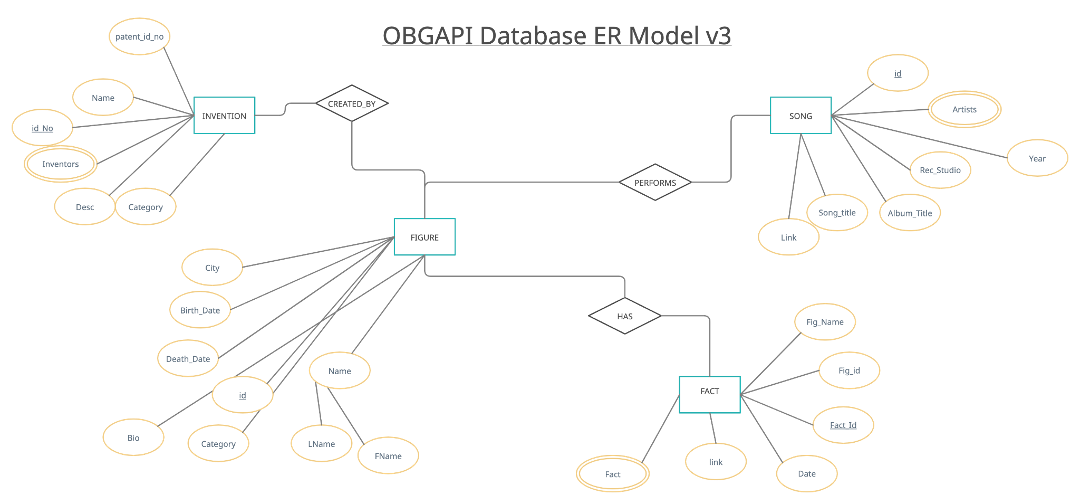 OBGAPI Database ER Model v3
patent_id_no
Name
id_No
Inventors
Desc
Category
INVENTION
CREATED_BY
PERFORMS
SONG
id
Artists
Year
Rec_Studio
Album_Title
Song_title
Link
FIGURE
City
Birth_Date
Death_Date
id
Bio
Category
Name
LName
FName
HAS
FACT
Fig_Name
Fig_id
Fact_Id
Date
link
Fact